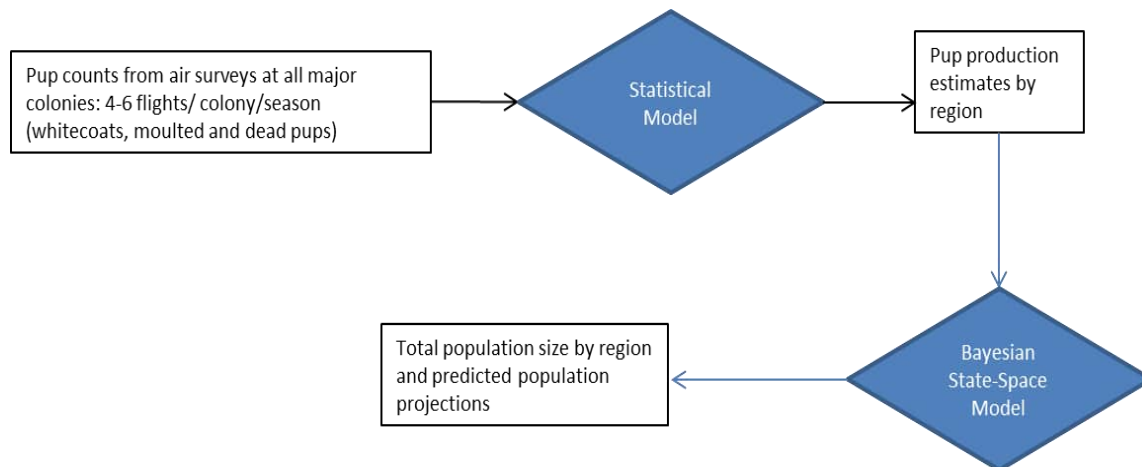 Pup counts from air surveys at all major
colonies: 4-6 flights/ colony/season
(whitecoats, moulted and dead pups)
Statistical
Model
Pup production
estimates by
region
Bayesian
State-Space
Model
Total population size by region
and predicted population
projections